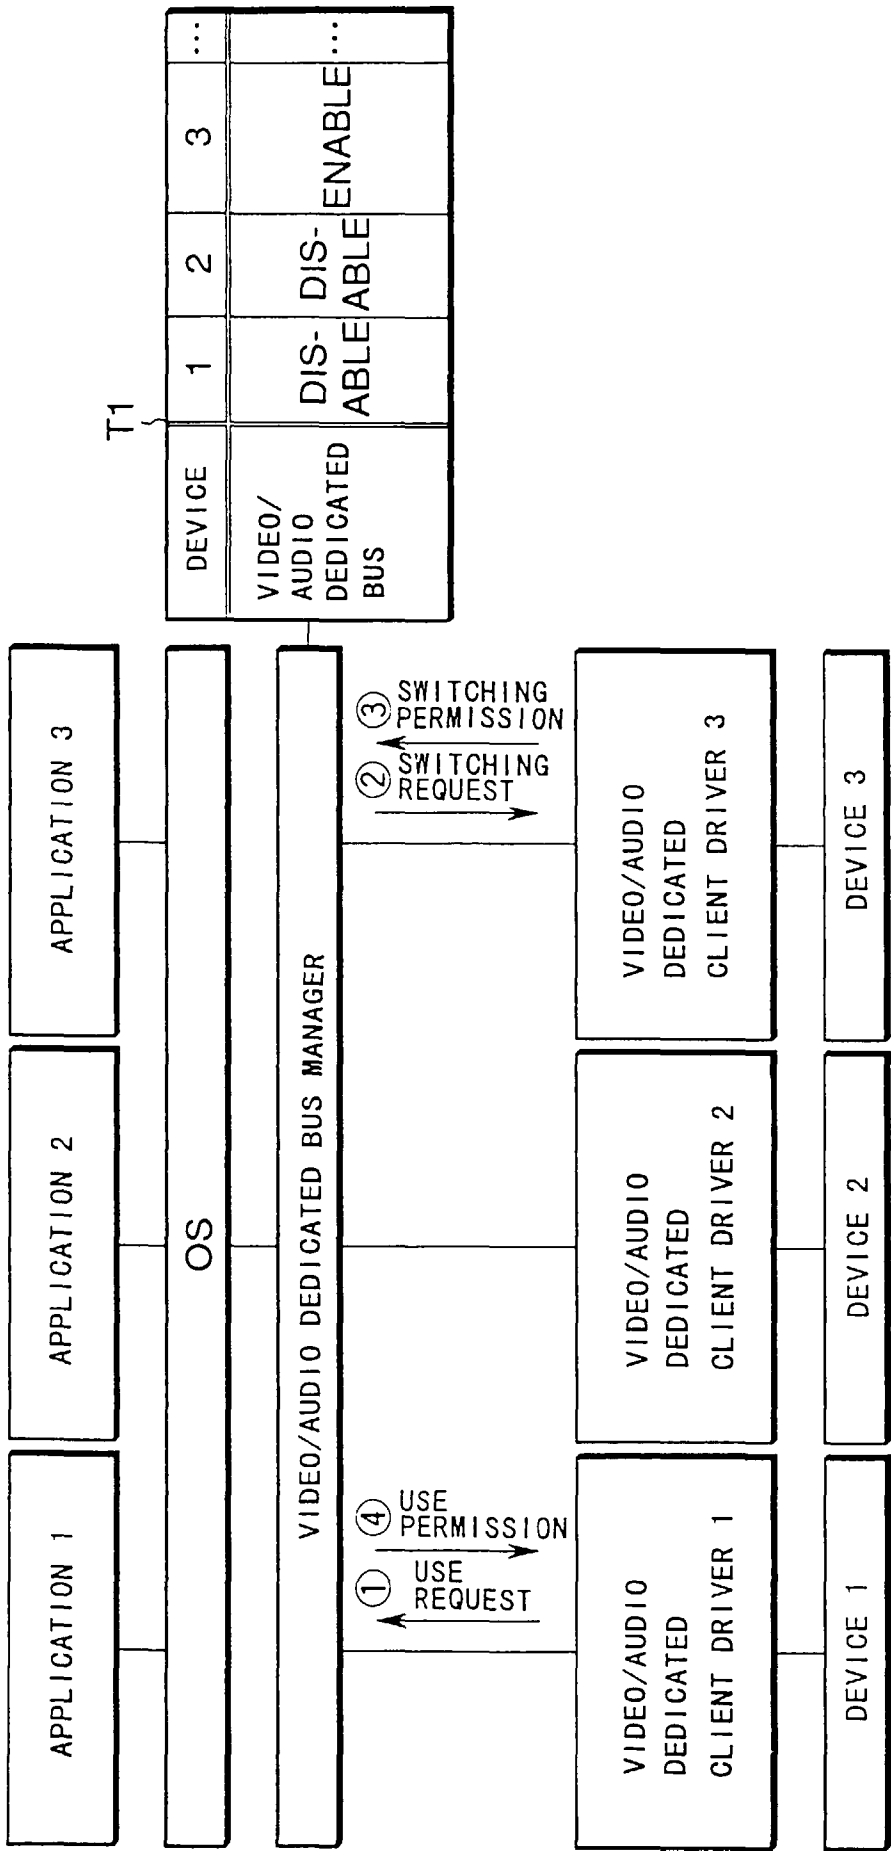 APPLICATION 1
APPLICATION 2
APPLICATION 3
OS
VIDEO/AUDIO DEDICATED BUS MANAGER
T1
DEVICE
1
2
3
...
VIDEO/
AUDIO
DEDICATED
BUS
DIS-
ABLE
DIS-
ABLE
ENABLE
...
④ USE
PERMISSION
① USE
REQUEST
③ SWITCHING
PERMISSION
② SWITCHING
REQUEST
VIDEO/AUDIO
DEDICATED
CLIENT DRIVER 1
VIDEO/AUDIO
DEDICATED
CLIENT DRIVER 2
VIDEO/AUDIO
DEDICATED
CLIENT DRIVER 3
DEVICE 1
DEVICE 2
DEVICE 3